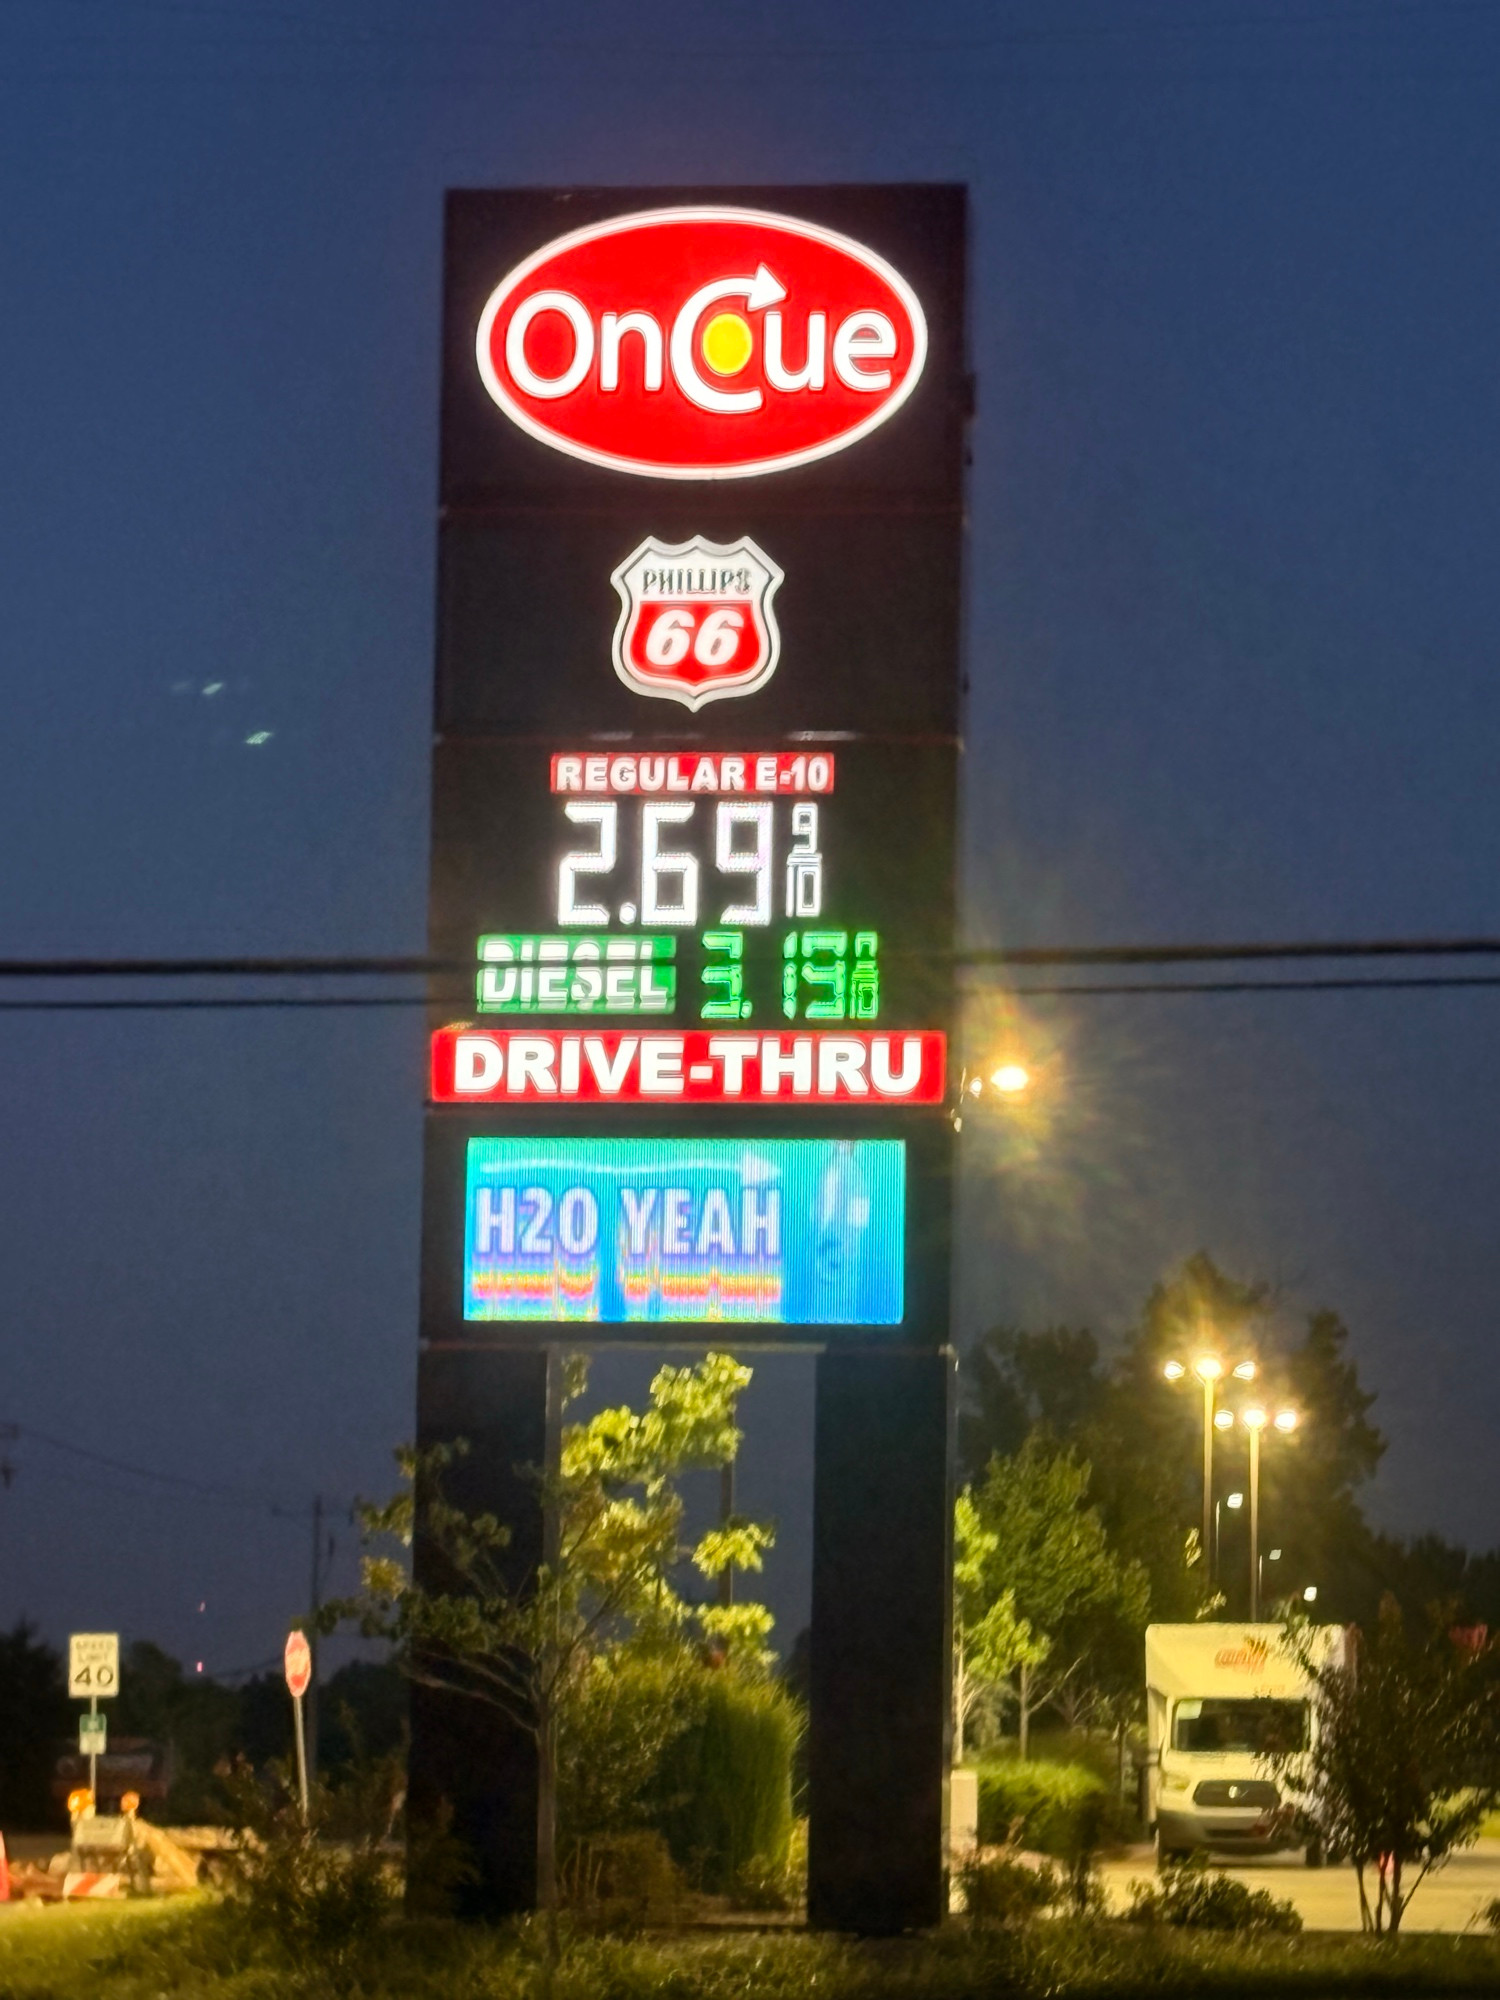 OnCue
PHILLIPS
66
REGULAR E-10
2.69 9/10
DIESEL 3.19 9/10
DRIVE-THRU
H2O YEAH
SPEED
LIMIT
40